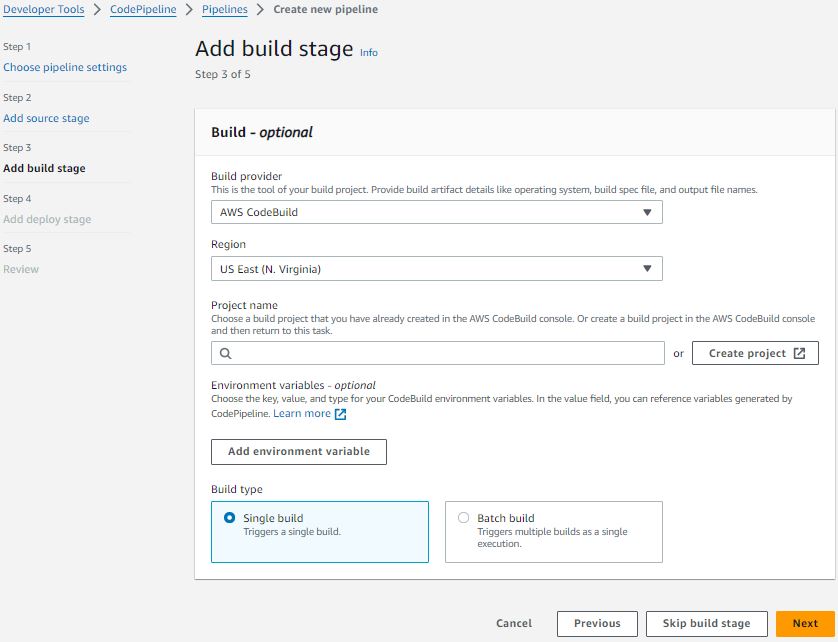 Developer Tools > CodePipeline > Pipelines > Create new pipeline
Step 1
Choose pipeline settings
Step 2
Add source stage
Step 3
Add build stage
Step 4
Add deploy stage
Step 5
Review
Add build stage Info
Step 3 of 5
Build - optional
Build provider
This is the tool of your build project. Provide build artifact details like operating system, build spec file, and output file names.
AWS CodeBuild
Region
US East (N. Virginia)
Project name
Choose a build project that you have already created in the AWS CodeBuild console. Or create a build project in the AWS CodeBuild console
and then return to this task.
or Create project
Environment variables - optional
Choose the key, value, and type for your CodeBuild environment variables. In the value field, you can reference variables generated by
CodePipeline. Learn more
Add environment variable
Build type
Single build
Triggers a single build.
Batch build
Triggers multiple builds as a single
execution.
Cancel Previous Skip build stage Next